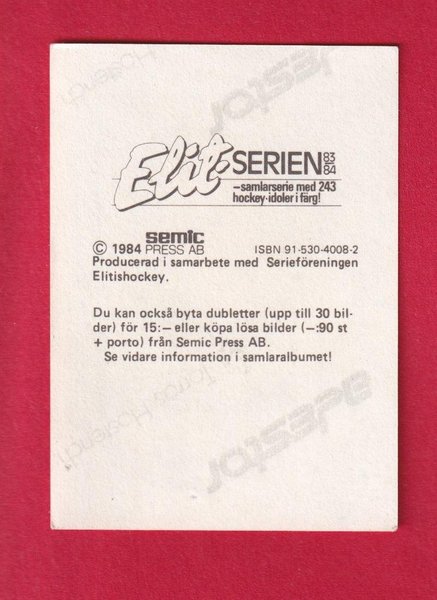 Elit-SERIEN 83
84
–samlarserie med 243
hockey·idoler i färg!
© 1984 semic
PRESS AB ISBN 91-530-4008-2
Producerad i samarbete med Serieföreningen
Elitishockey.
Du kan också byta dubletter (upp till 30 bil-
der) för 15:— eller köpa lösa bilder (–:90 st
+ porto) från Semic Press AB.
Se vidare information i samlaralbumet!